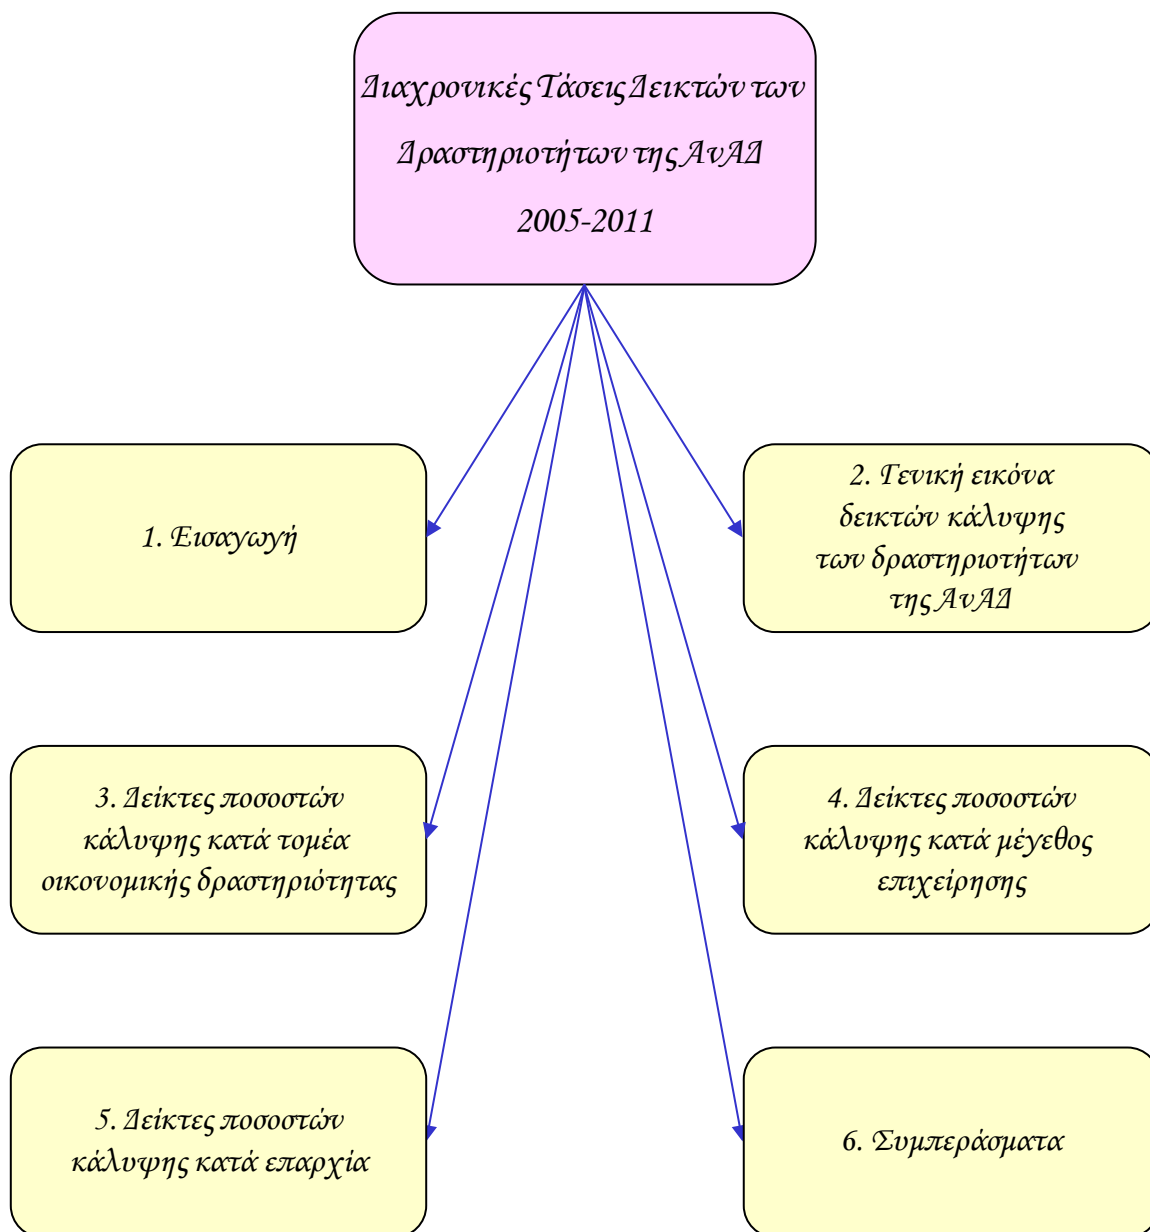 Διαχρονικές Τάσεις Δεικτών των
Δραστηριοτήτων της ΑνΑΔ
2005-2011
1. Εισαγωγή
2. Γενική εικόνα
δεικτών κάλυψης
των δραστηριοτήτων
της ΑνΑΔ
3. Δείκτες ποσοστών
κάλυψης κατά τομέα
οικονομικής δραστηριότητας
4. Δείκτες ποσοστών
κάλυψης κατά μέγεθος
επιχείρησης
5. Δείκτες ποσοστών
κάλυψης κατά επαρχία
6. Συμπεράσματα